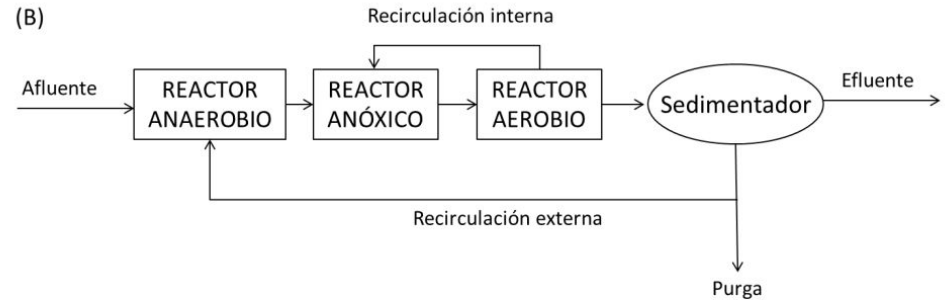 (B)
Recirculación interna
Afluente
REACTOR
ANAEROBIO
REACTOR
ANÓXICO
REACTOR
AEROBIO
Sedimentador
Efluente
Recirculación externa
Purga